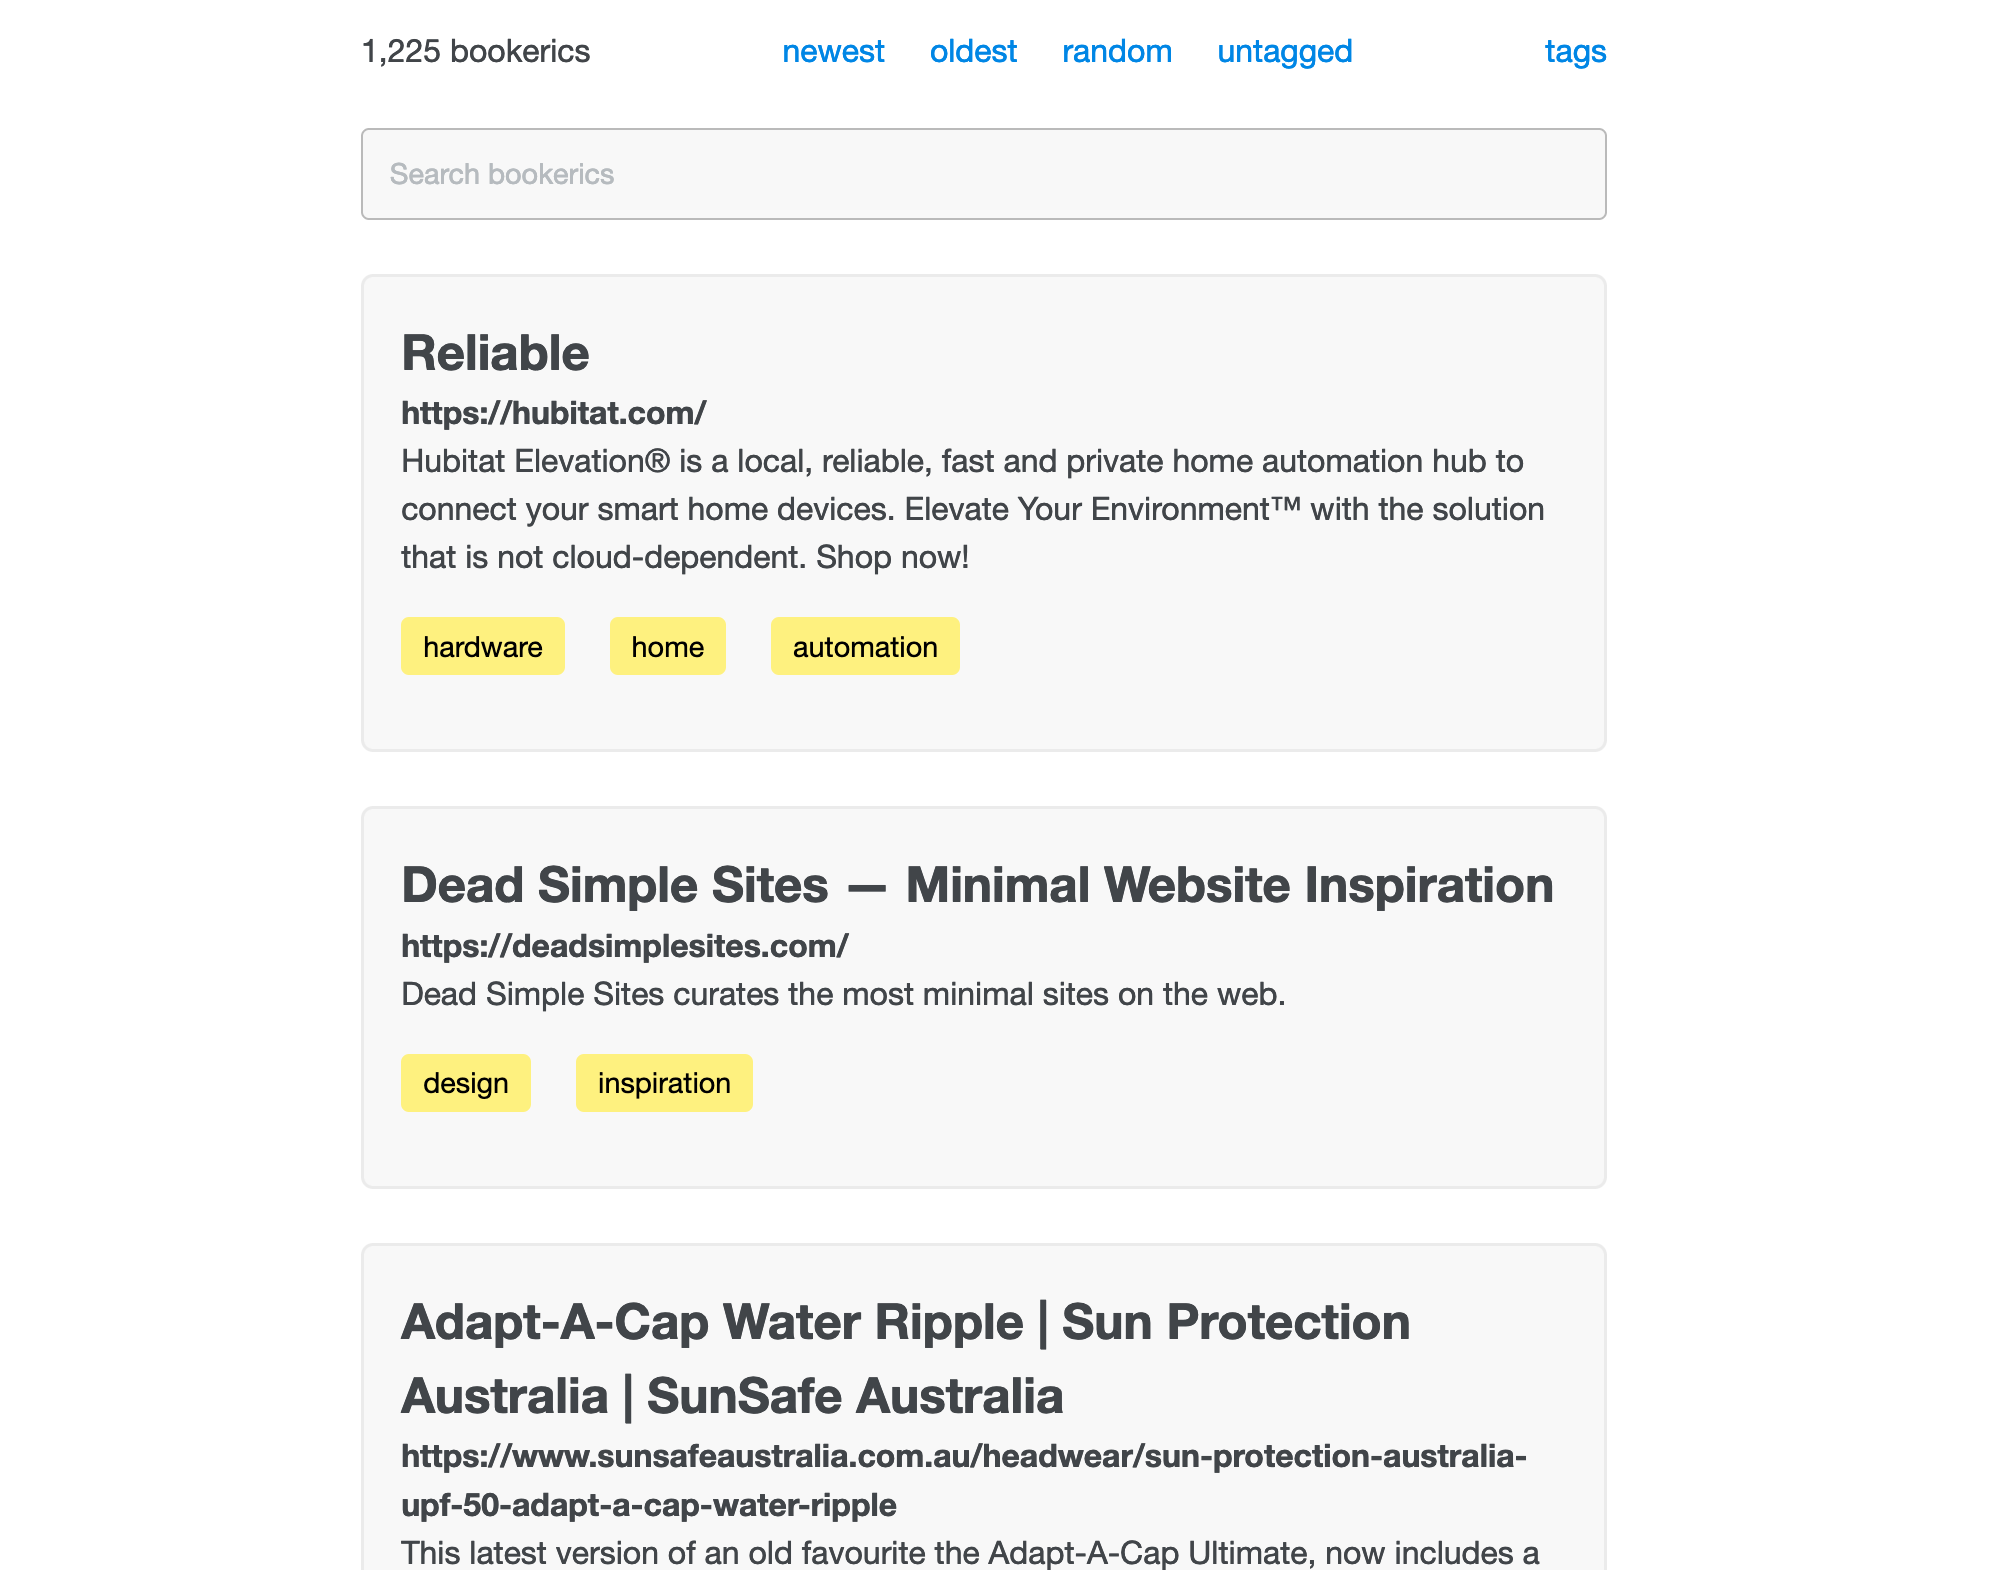 1,225 bookerics newest oldest random untagged tags
Search bookerics
Reliable
https://hubitat.com/
Hubitat Elevation® is a local, reliable, fast and private home automation hub to
connect your smart home devices. Elevate Your Environment™ with the solution
that is not cloud-dependent. Shop now!
hardware home automation
Dead Simple Sites — Minimal Website Inspiration
https://deadsimplesites.com/
Dead Simple Sites curates the most minimal sites on the web.
design inspiration
Adapt-A-Cap Water Ripple | Sun Protection
Australia | SunSafe Australia
https://www.sunsafeaustralia.com.au/headwear/sun-protection-australia-
upf-50-adapt-a-cap-water-ripple
This latest version of an old favourite the Adapt-A-Cap Ultimate, now includes a